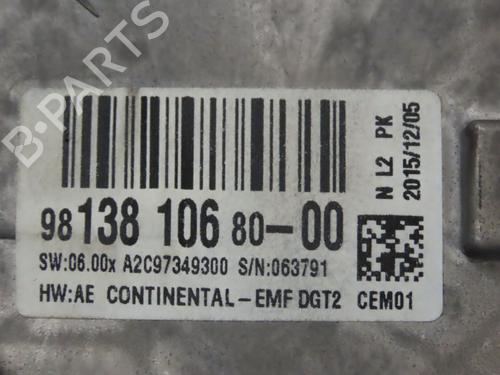 B-PARTS
98 138 106 80-00
SW:06.00x A2C97349300 S/N:063791
HW:AE CONTINENTAL-EMF DGT2 CEM01
N L2 PK
2015/12/05